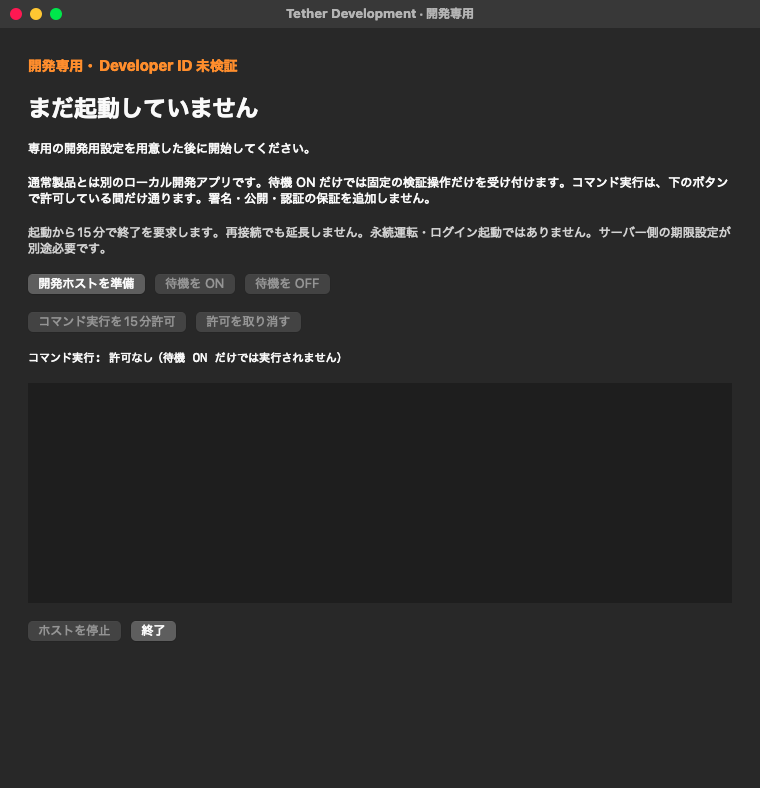 Tether Development · 開発専用
開発専用・Developer ID 未検証
まだ起動していません
専用の開発用設定を用意した後に開始してください。
通常製品とは別のローカル開発アプリです。待機 ON だけでは固定の検証操作だけを受け付けます。コマンド実行は、下のボタン
で許可している間だけ通ります。署名・公開・認証の保証を追加しません。
起動から15分で終了を要求します。再接続でも延長しません。永続運転・ログイン起動ではありません。サーバー側の期限設定が
別途必要です。
開発ホストを準備 待機を ON 待機を OFF
コマンド実行を15分許可 許可を取り消す
コマンド実行: 許可なし（待機 ON だけでは実行されません）
ホストを停止 終了